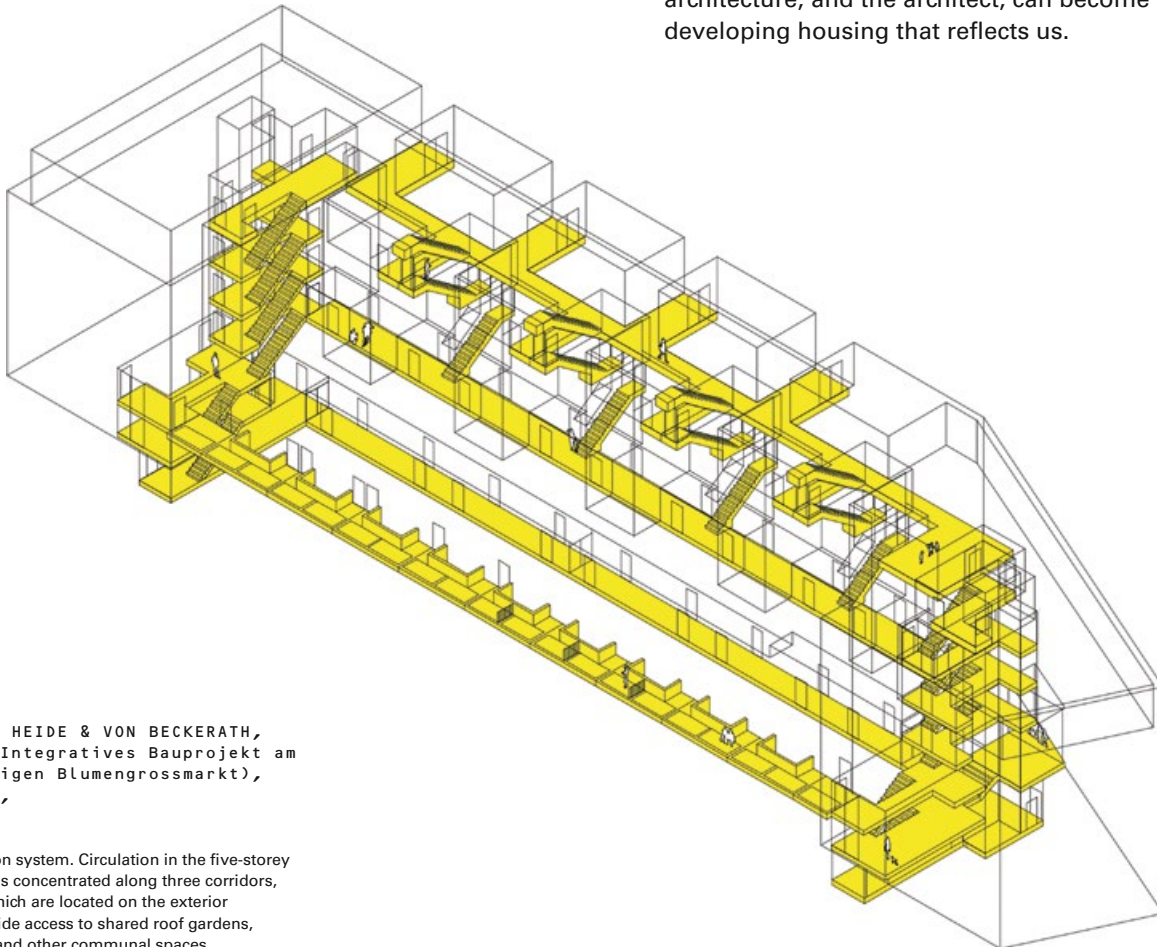 architecture, and the architect, can become
developing housing that reflects us.
HEIDE & VON BECKERATH,
Integratives Bauprojekt am
igen Blumengrossmarkt),
,
on system. Circulation in the five-storey
s concentrated along three corridors,
hich are located on the exterior
ide access to shared roof gardens,
and other communal spaces